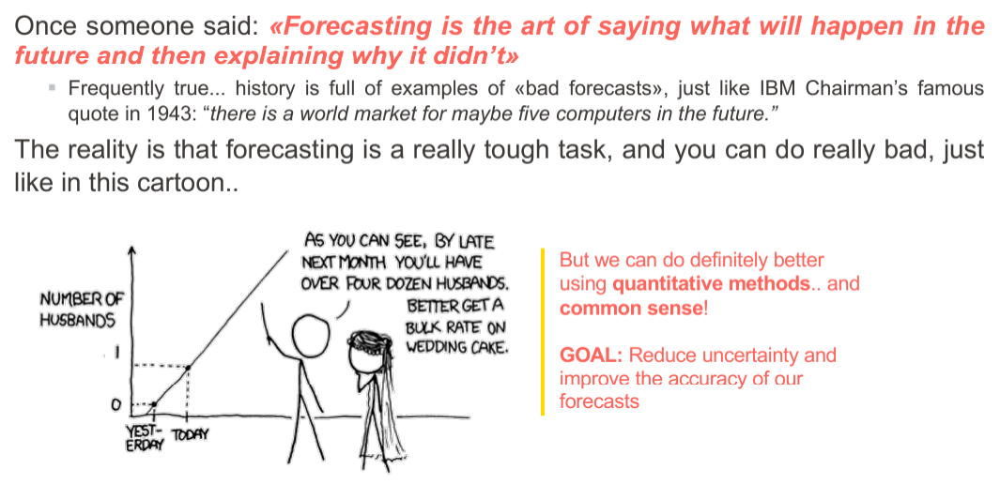 Once someone said: «Forecasting is the art of saying what will happen in the
future and then explaining why it didn't»
Frequently true... history is full of examples of «bad forecasts», just like IBM Chairman's famous
quote in 1943: “there is a world market for maybe five computers in the future.”
The reality is that forecasting is a really tough task, and you can do really bad, just
like in this cartoon..
AS YOU CAN SEE, BY LATE
NEXT MONTH YOU'LL HAVE
OVER FOUR DOZEN HUSBANDS.
BETTER GET A
BULK RATE ON
WEDDING CAKE.
NUMBER OF
HUSBANDS
1
0
YEST-
ERDAY
TODAY
But we can do definitely better
using quantitative methods.. and
common sense!
GOAL: Reduce uncertainty and
improve the accuracy of our
forecasts